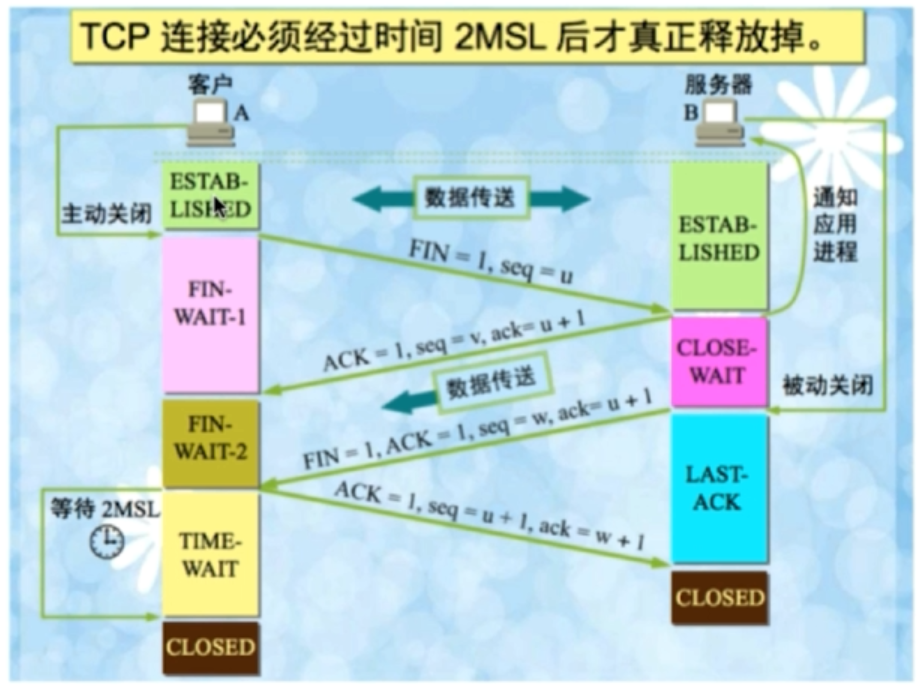 TCP 连接必须经过时间 2MSL 后才真正释放掉。
客户
A
服务器
B
ESTAB-
LISHED
主动关闭
数据传送
ESTAB-
LISHED
通知
应用
进程
FIN = 1, seq = u
FIN-
WAIT-1
ACK = 1, seq = v, ack= u + 1
CLOSE-
WAIT
数据传送
被动关闭
FIN-
WAIT-2
FIN = 1, ACK = 1, seq = w, ack= u + 1
LAST-
ACK
ACK = 1, seq = u + 1, ack = w + 1
等待 2MSL
TIME-
WAIT
CLOSED
CLOSED